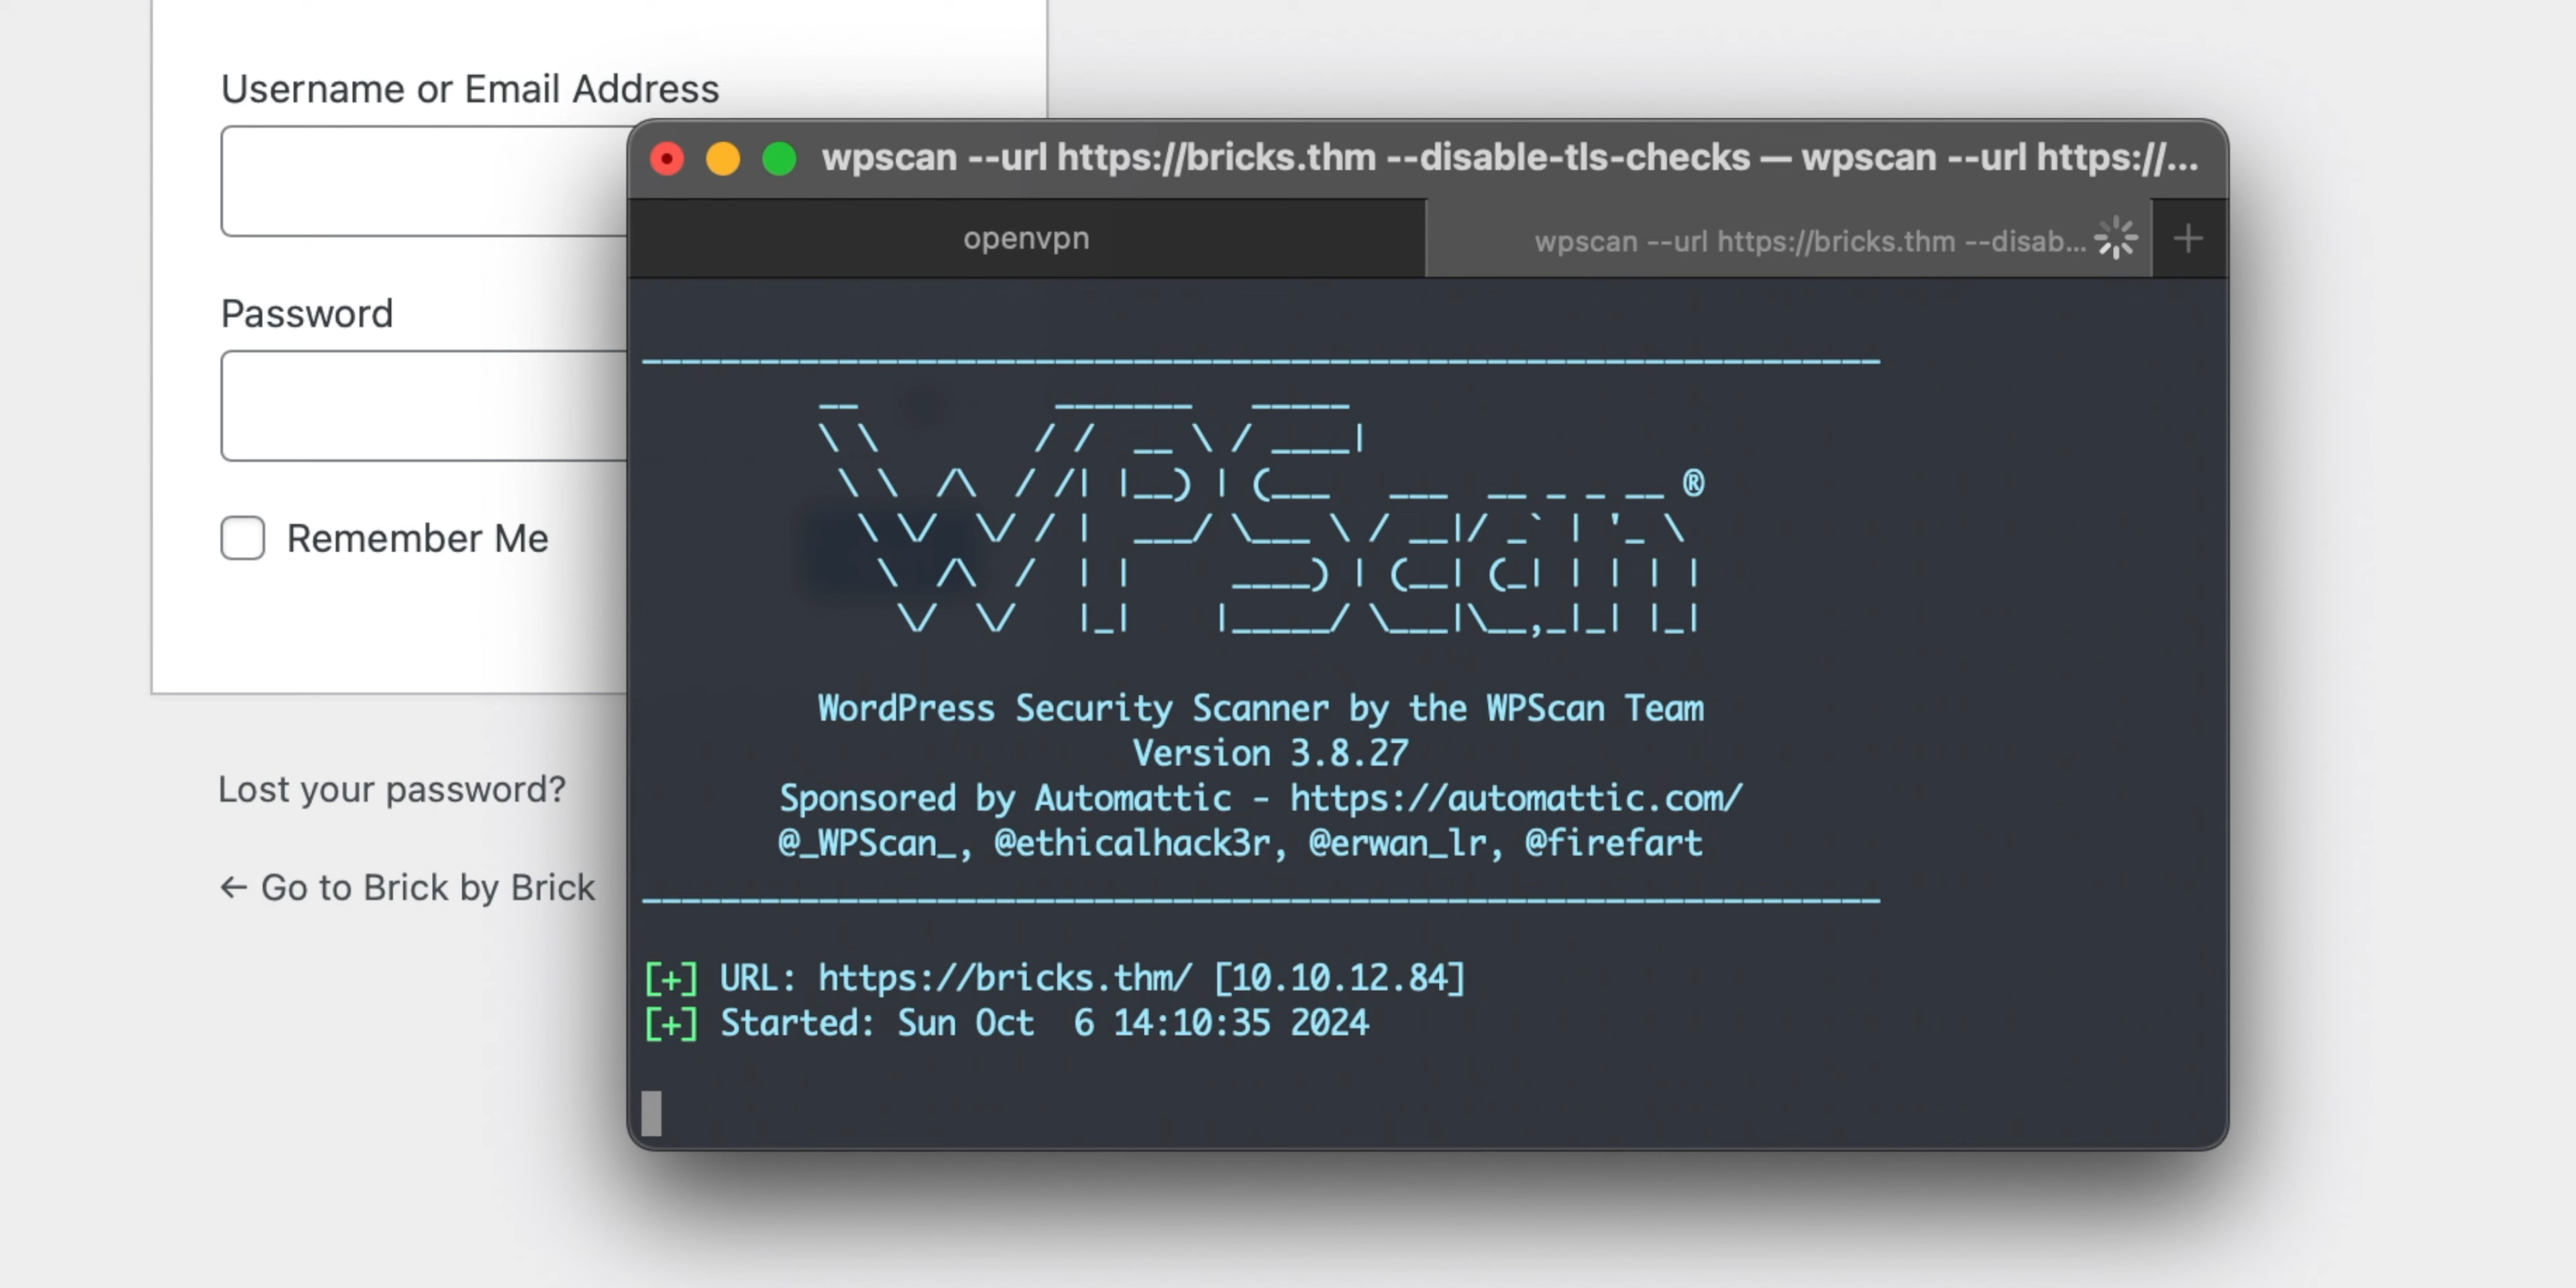 Username or Email Address
Password
Remember Me
Lost your password?
← Go to Brick by Brick
wpscan --url https://bricks.thm --disable-tls-checks — wpscan --url https://...
openvpn
wpscan --url https://bricks.thm --disab...
WPScan ®
WordPress Security Scanner by the WPScan Team
Version 3.8.27
Sponsored by Automattic - https://automattic.com/
@_WPScan_, @ethicalhack3r, @erwan_lr, @firefart
[+] URL: https://bricks.thm/ [10.10.12.84]
[+] Started: Sun Oct  6 14:10:35 2024